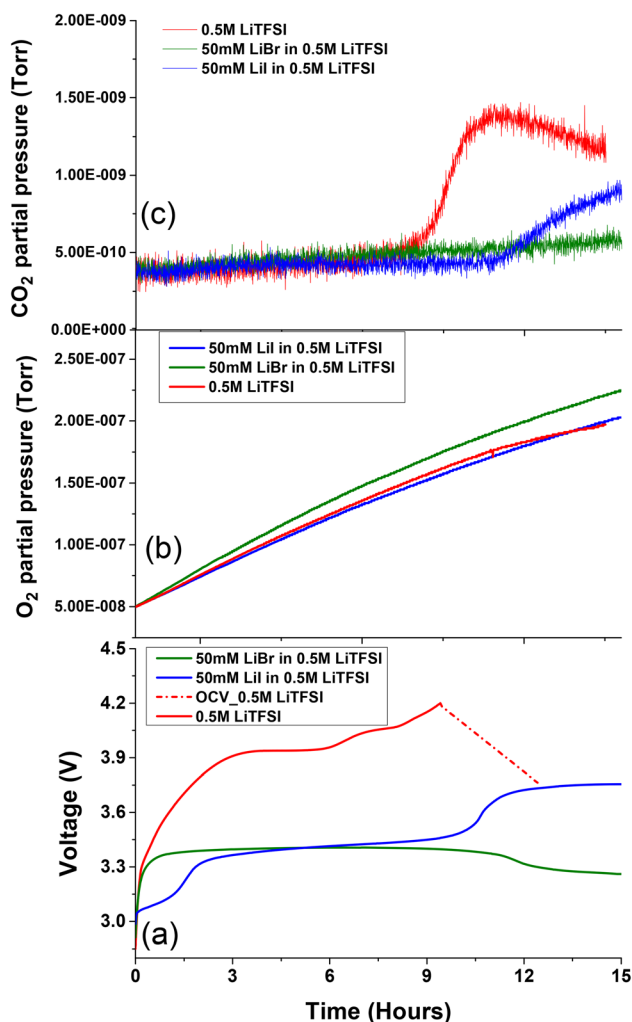 2.00E-009
0.5M LiTFSI
50mM LiBr in 0.5M LiTFSI
50mM LiI in 0.5M LiTFSI
1.50E-009
1.00E-009
(c)
5.00E-010
0.00E+000
CO2 partial pressure (Torr)
50mM LiI in 0.5M LiTFSI
50mM LiBr in 0.5M LiTFSI
0.5M LiTFSI
2.50E-007
2.00E-007
1.50E-007
1.00E-007
(b)
5.00E-008
O2 partial pressure (Torr)
4.5
50mM LiBr in 0.5M LiTFSI
50mM LiI in 0.5M LiTFSI
OCV_0.5M LiTFSI
0.5M LiTFSI
4.2
3.9
3.6
3.3
3.0
(a)
Voltage (V)
0 3 6 9 12 15
Time (Hours)